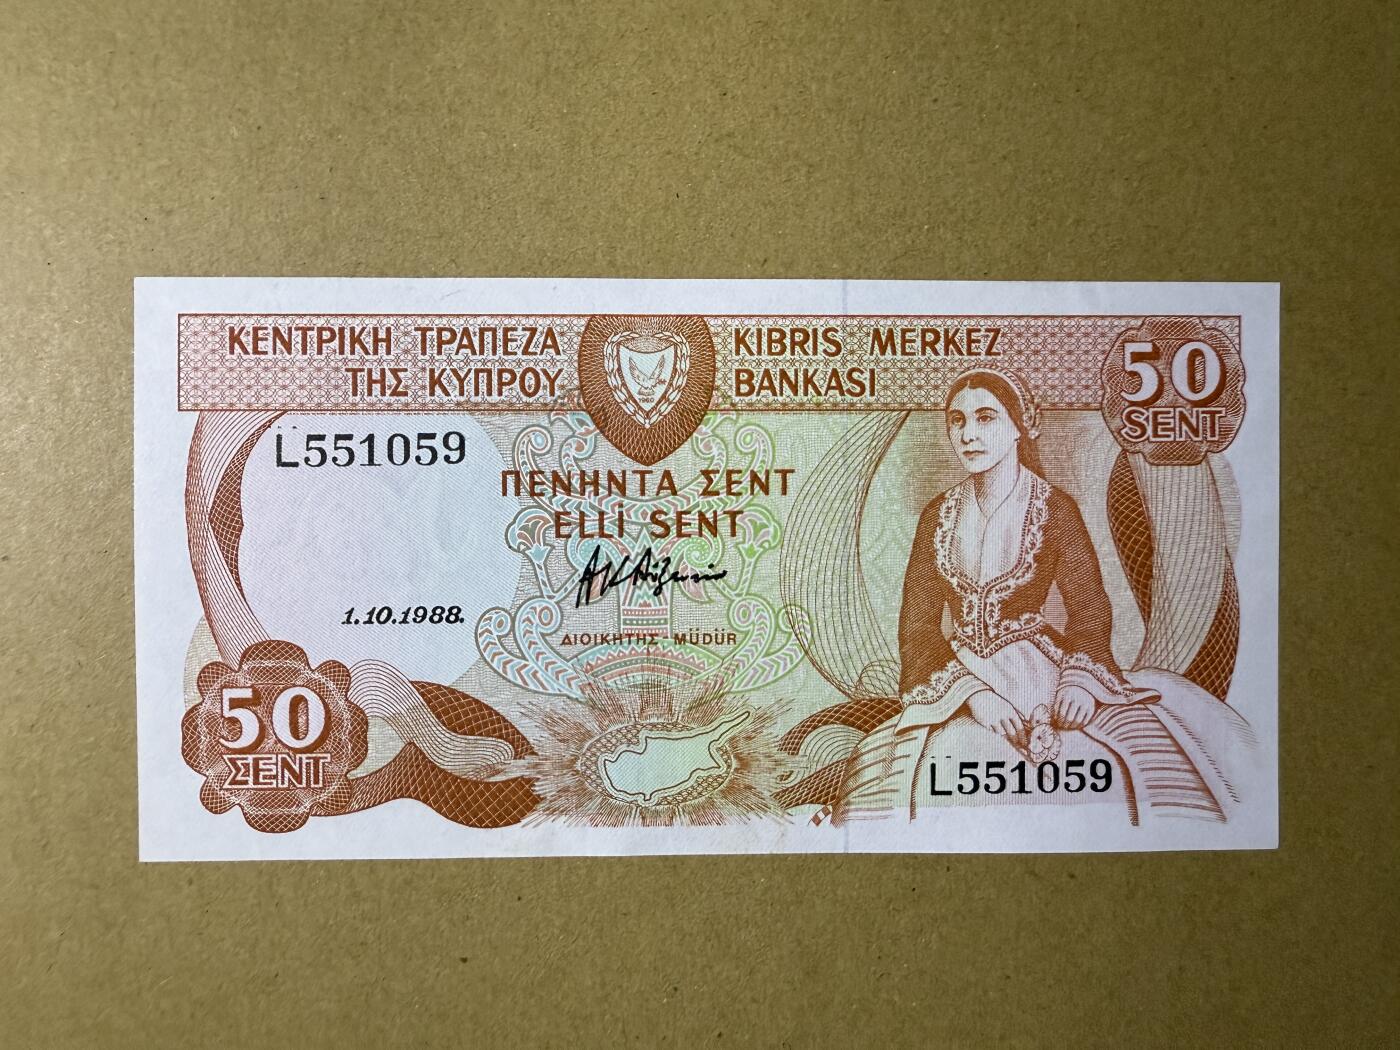 ΚΕΝΤΡΙΚΗ ΤΡΑΠΕΖΑ
ΤΗΣ ΚΥΠΡΟΥ
KIBRIS MERKEZ
BANKASI
1960
50
SENT
L551059
ΠΕΝΗΝΤΑ ΣΕΝΤ
ELLİ SENT
1.10.1988.
ΔΙΟΙΚΗΤΗΣ MÜDÜR
50
ΣΕΝΤ
L551059